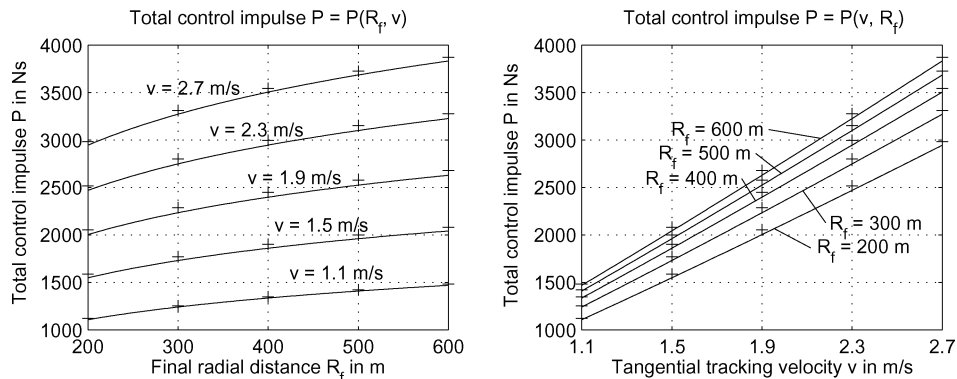 Total control impulse P = P(R_f, v)
Total control impulse P in Ns
4000
3500
3000
2500
2000
1500
1000
v = 2.7 m/s
v = 2.3 m/s
v = 1.9 m/s
v = 1.5 m/s
v = 1.1 m/s
200 300 400 500 600
Final radial distance R_f in m
Total control impulse P = P(v, R_f)
Total control impulse P in Ns
4000
3500
3000
2500
2000
1500
1000
R_f = 600 m
R_f = 500 m
R_f = 400 m
R_f = 300 m
R_f = 200 m
1.1 1.5 1.9 2.3 2.7
Tangential tracking velocity v in m/s